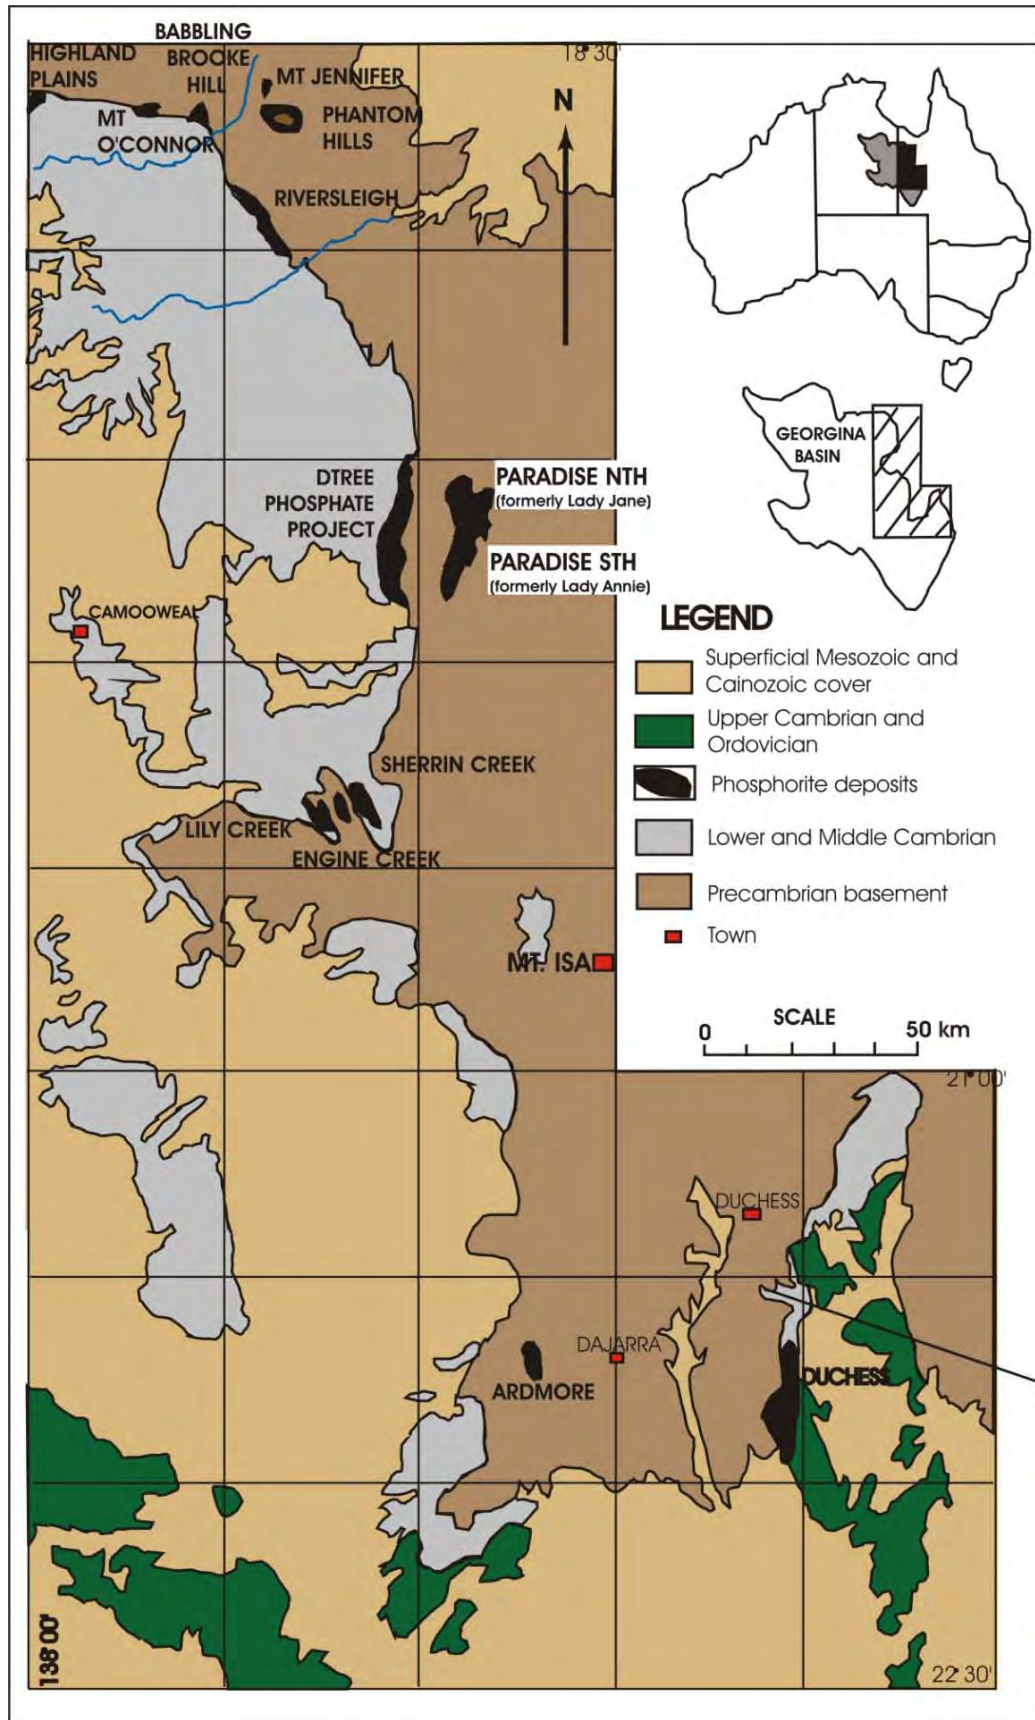 BABBLING
BROOKE
HILL
HIGHLAND
PLAINS
18°30'
MT JENNIFER
MT
O'CONNOR
PHANTOM
HILLS
N
RIVERSLEIGH
GEORGINA
BASIN
DTREE
PHOSPHATE
PROJECT
PARADISE NTH
(formerly Lady Jane)
PARADISE STH
(formerly Lady Annie)
CAMOOWEAL
LEGEND
Superficial Mesozoic and
Cainozoic cover
Upper Cambrian and
Ordovician
Phosphorite deposits
Lower and Middle Cambrian
Precambrian basement
Town
SHERRIN CREEK
LILY CREEK
ENGINE CREEK
MT. ISA
SCALE
0 50 km
21°00'
DUCHESS
DAJARRA
ARDMORE
DUCHESS
138°00'
22°30'